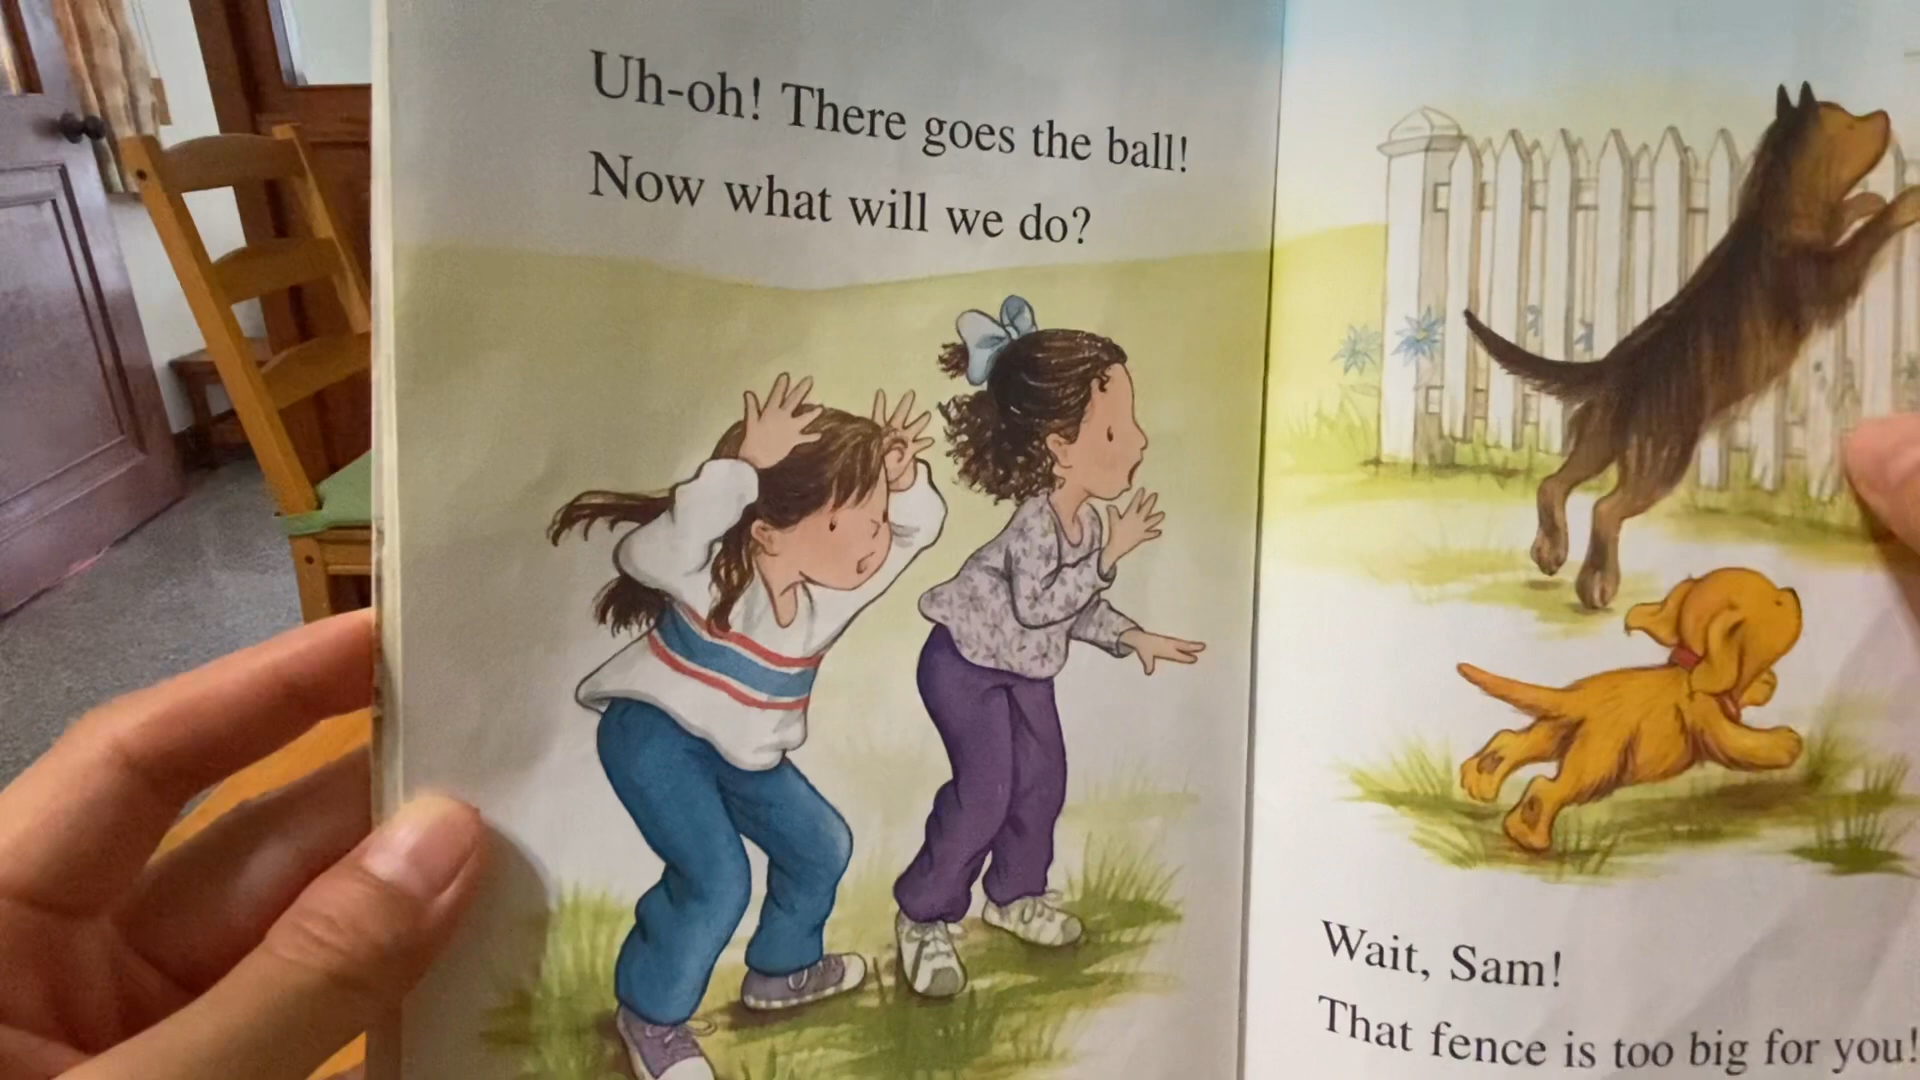 Uh-oh! There goes the ball!
Now what will we do?
Wait, Sam!
That fence is too big for you!